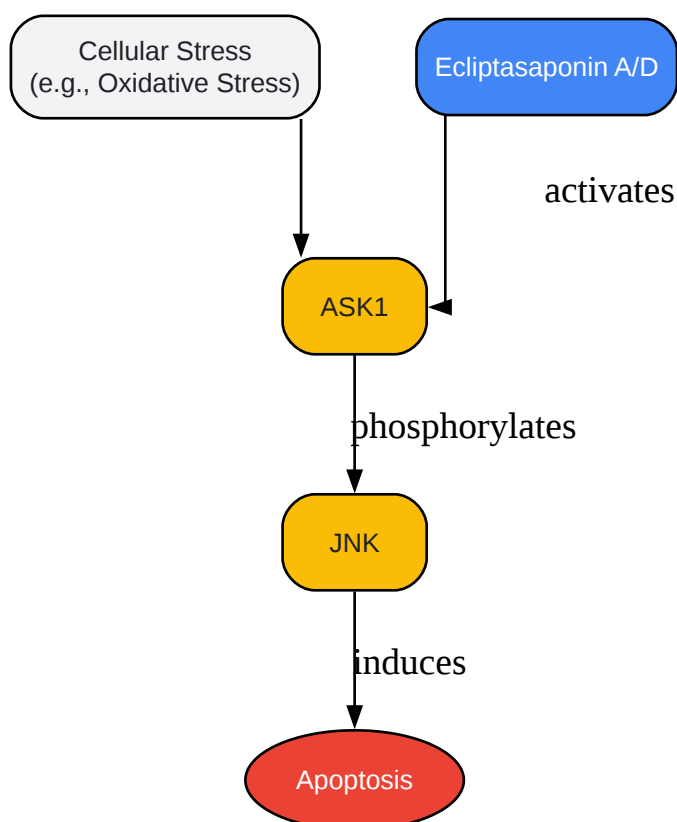 Cellular Stress
(e.g., Oxidative Stress)
Ecliptasaponin A/D
activates
ASK1
phosphorylates
JNK
induces
Apoptosis